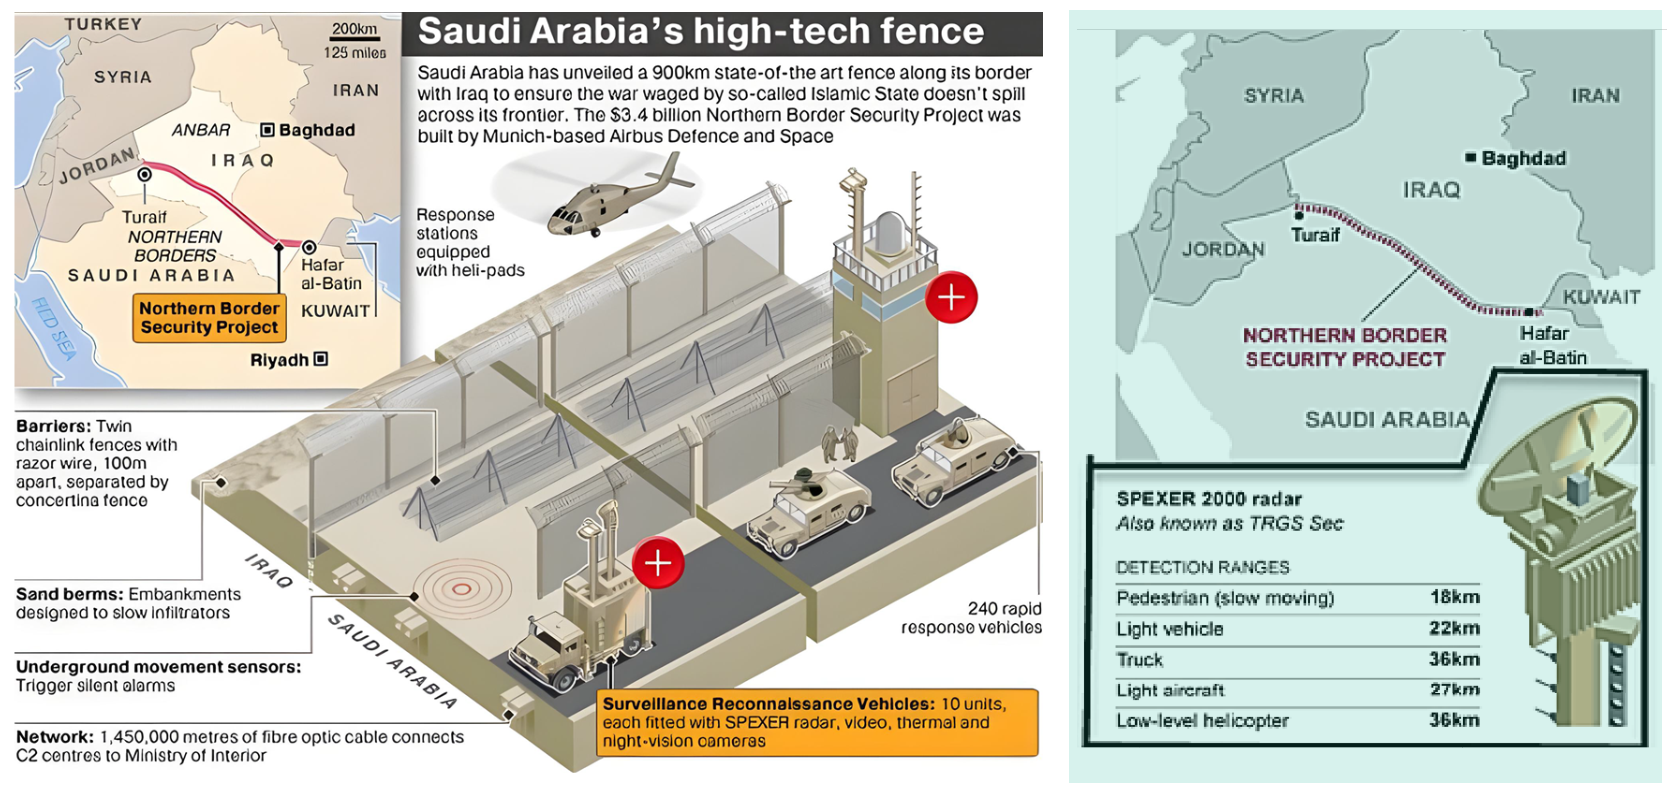 Saudi Arabia's high-tech fence
Saudi Arabia has unveiled a 900km state-of-the art fence along its border
with Iraq to ensure the war waged by so-called Islamic State doesn't spill
across its frontier. The $3.4 billion Northern Border Security Project was
built by Munich-based Airbus Defence and Space
TURKEY
200km
125 miles
SYRIA
IRAN
ANBAR
Baghdad
IRAQ
JORDAN
Turaif
NORTHERN
BORDERS
SAUDI ARABIA
Hafar
al-Batin
KUWAIT
Northern Border
Security Project
RED SEA
Riyadh
Response
stations
equipped
with heli-pads
Barriers: Twin
chainlink fences with
razor wire, 100m
apart, separated by
concertina fence
IRAQ
SAUDI ARABIA
Sand berms: Embankments
designed to slow infiltrators
Underground movement sensors:
Trigger silent alarms
Network: 1,450,000 metres of fibre optic cable connects
C2 centres to Ministry of Interior
240 rapid
response vehicles
Surveillance Reconnaissance Vehicles: 10 units,
each fitted with SPEXER radar, video, thermal and
night-vision cameras
SYRIA
IRAN
Baghdad
IRAQ
Turaif
JORDAN
KUWAIT
NORTHERN BORDER
SECURITY PROJECT
Hafar
al-Batin
SAUDI ARABIA
SPEXER 2000 radar
Also known as TRGS Sec
DETECTION RANGES
Pedestrian (slow moving) 18km
Light vehicle 22km
Truck 36km
Light aircraft 27km
Low-level helicopter 36km